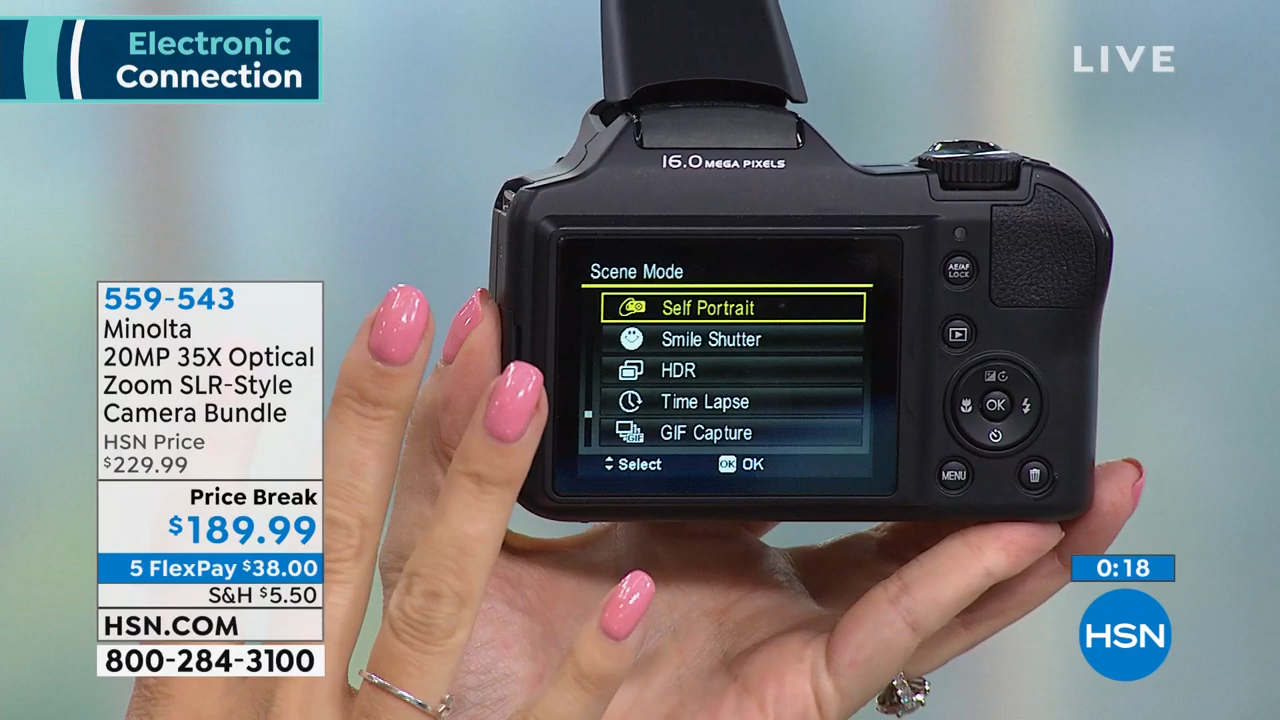 Electronic
Connection
LIVE
16.0 MEGA PIXELS
Scene Mode
Self Portrait
Smile Shutter
HDR
Time Lapse
GIF
GIF Capture
Select
OK OK
AE/AF
LOCK
OK
MENU
559-543
Minolta
20MP 35X Optical
Zoom SLR-Style
Camera Bundle
HSN Price
$229.99
Price Break
$189.99
5 FlexPay $38.00
S&H $5.50
HSN.COM
800-284-3100
0:18
HSN